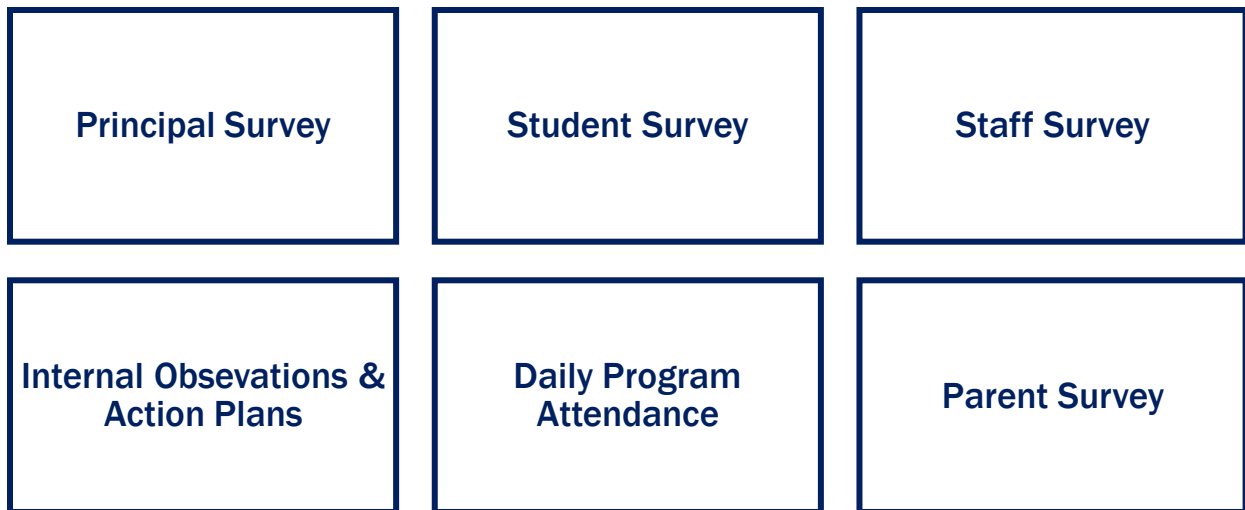 Principal Survey
Student Survey
Staff Survey
Internal Obsevations &
Action Plans
Daily Program
Attendance
Parent Survey